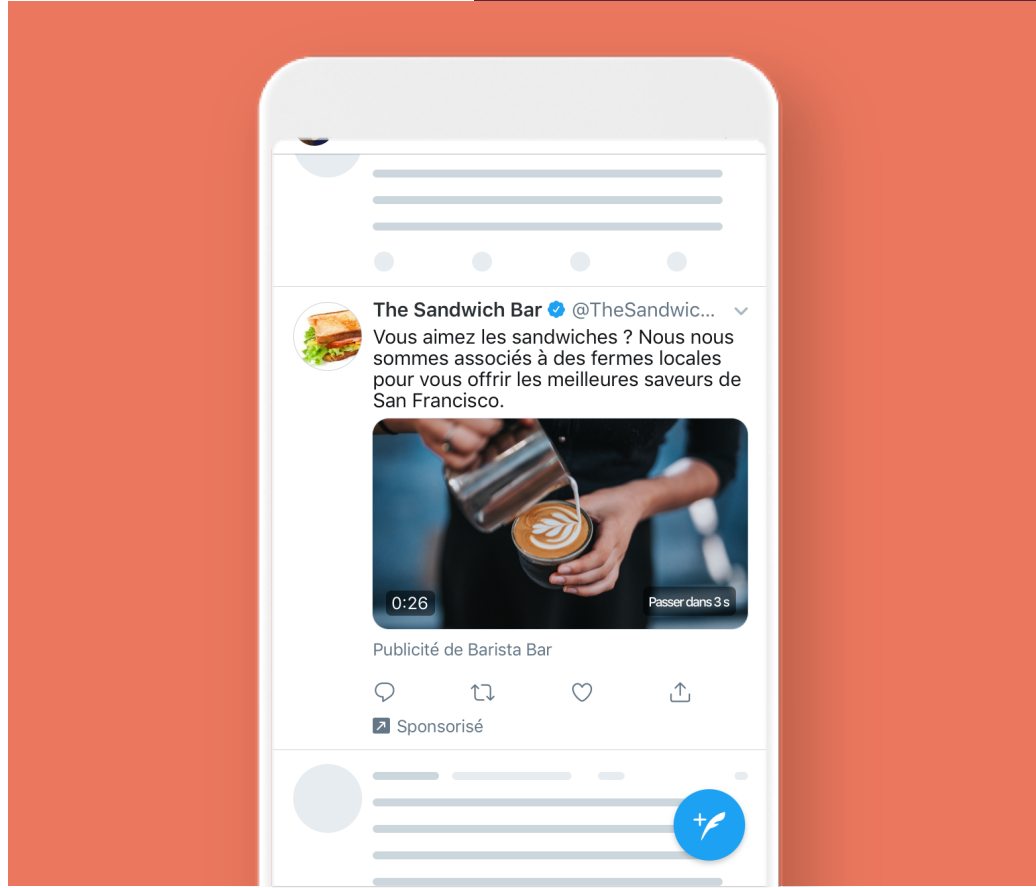 The Sandwich Bar @TheSandwic...
Vous aimez les sandwiches ? Nous nous
sommes associés à des fermes locales
pour vous offrir les meilleures saveurs de
San Francisco.
0:26
Passer dans 3 s
Publicité de Barista Bar
Sponsorisé